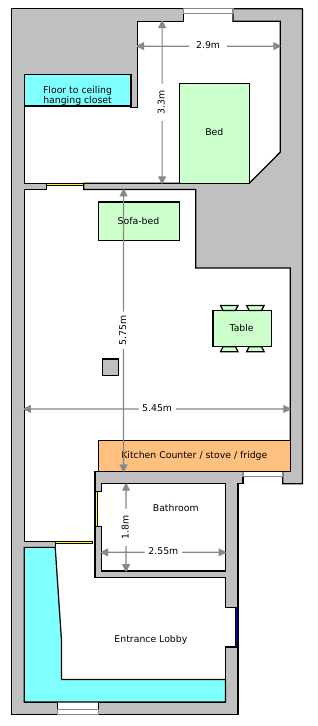 2.9m
Floor to ceiling
hanging closet
3.3m
Bed
Sofa-bed
5.75m
Table
5.45m
Kitchen Counter / stove / fridge
Bathroom
1.8m
2.55m
Entrance Lobby